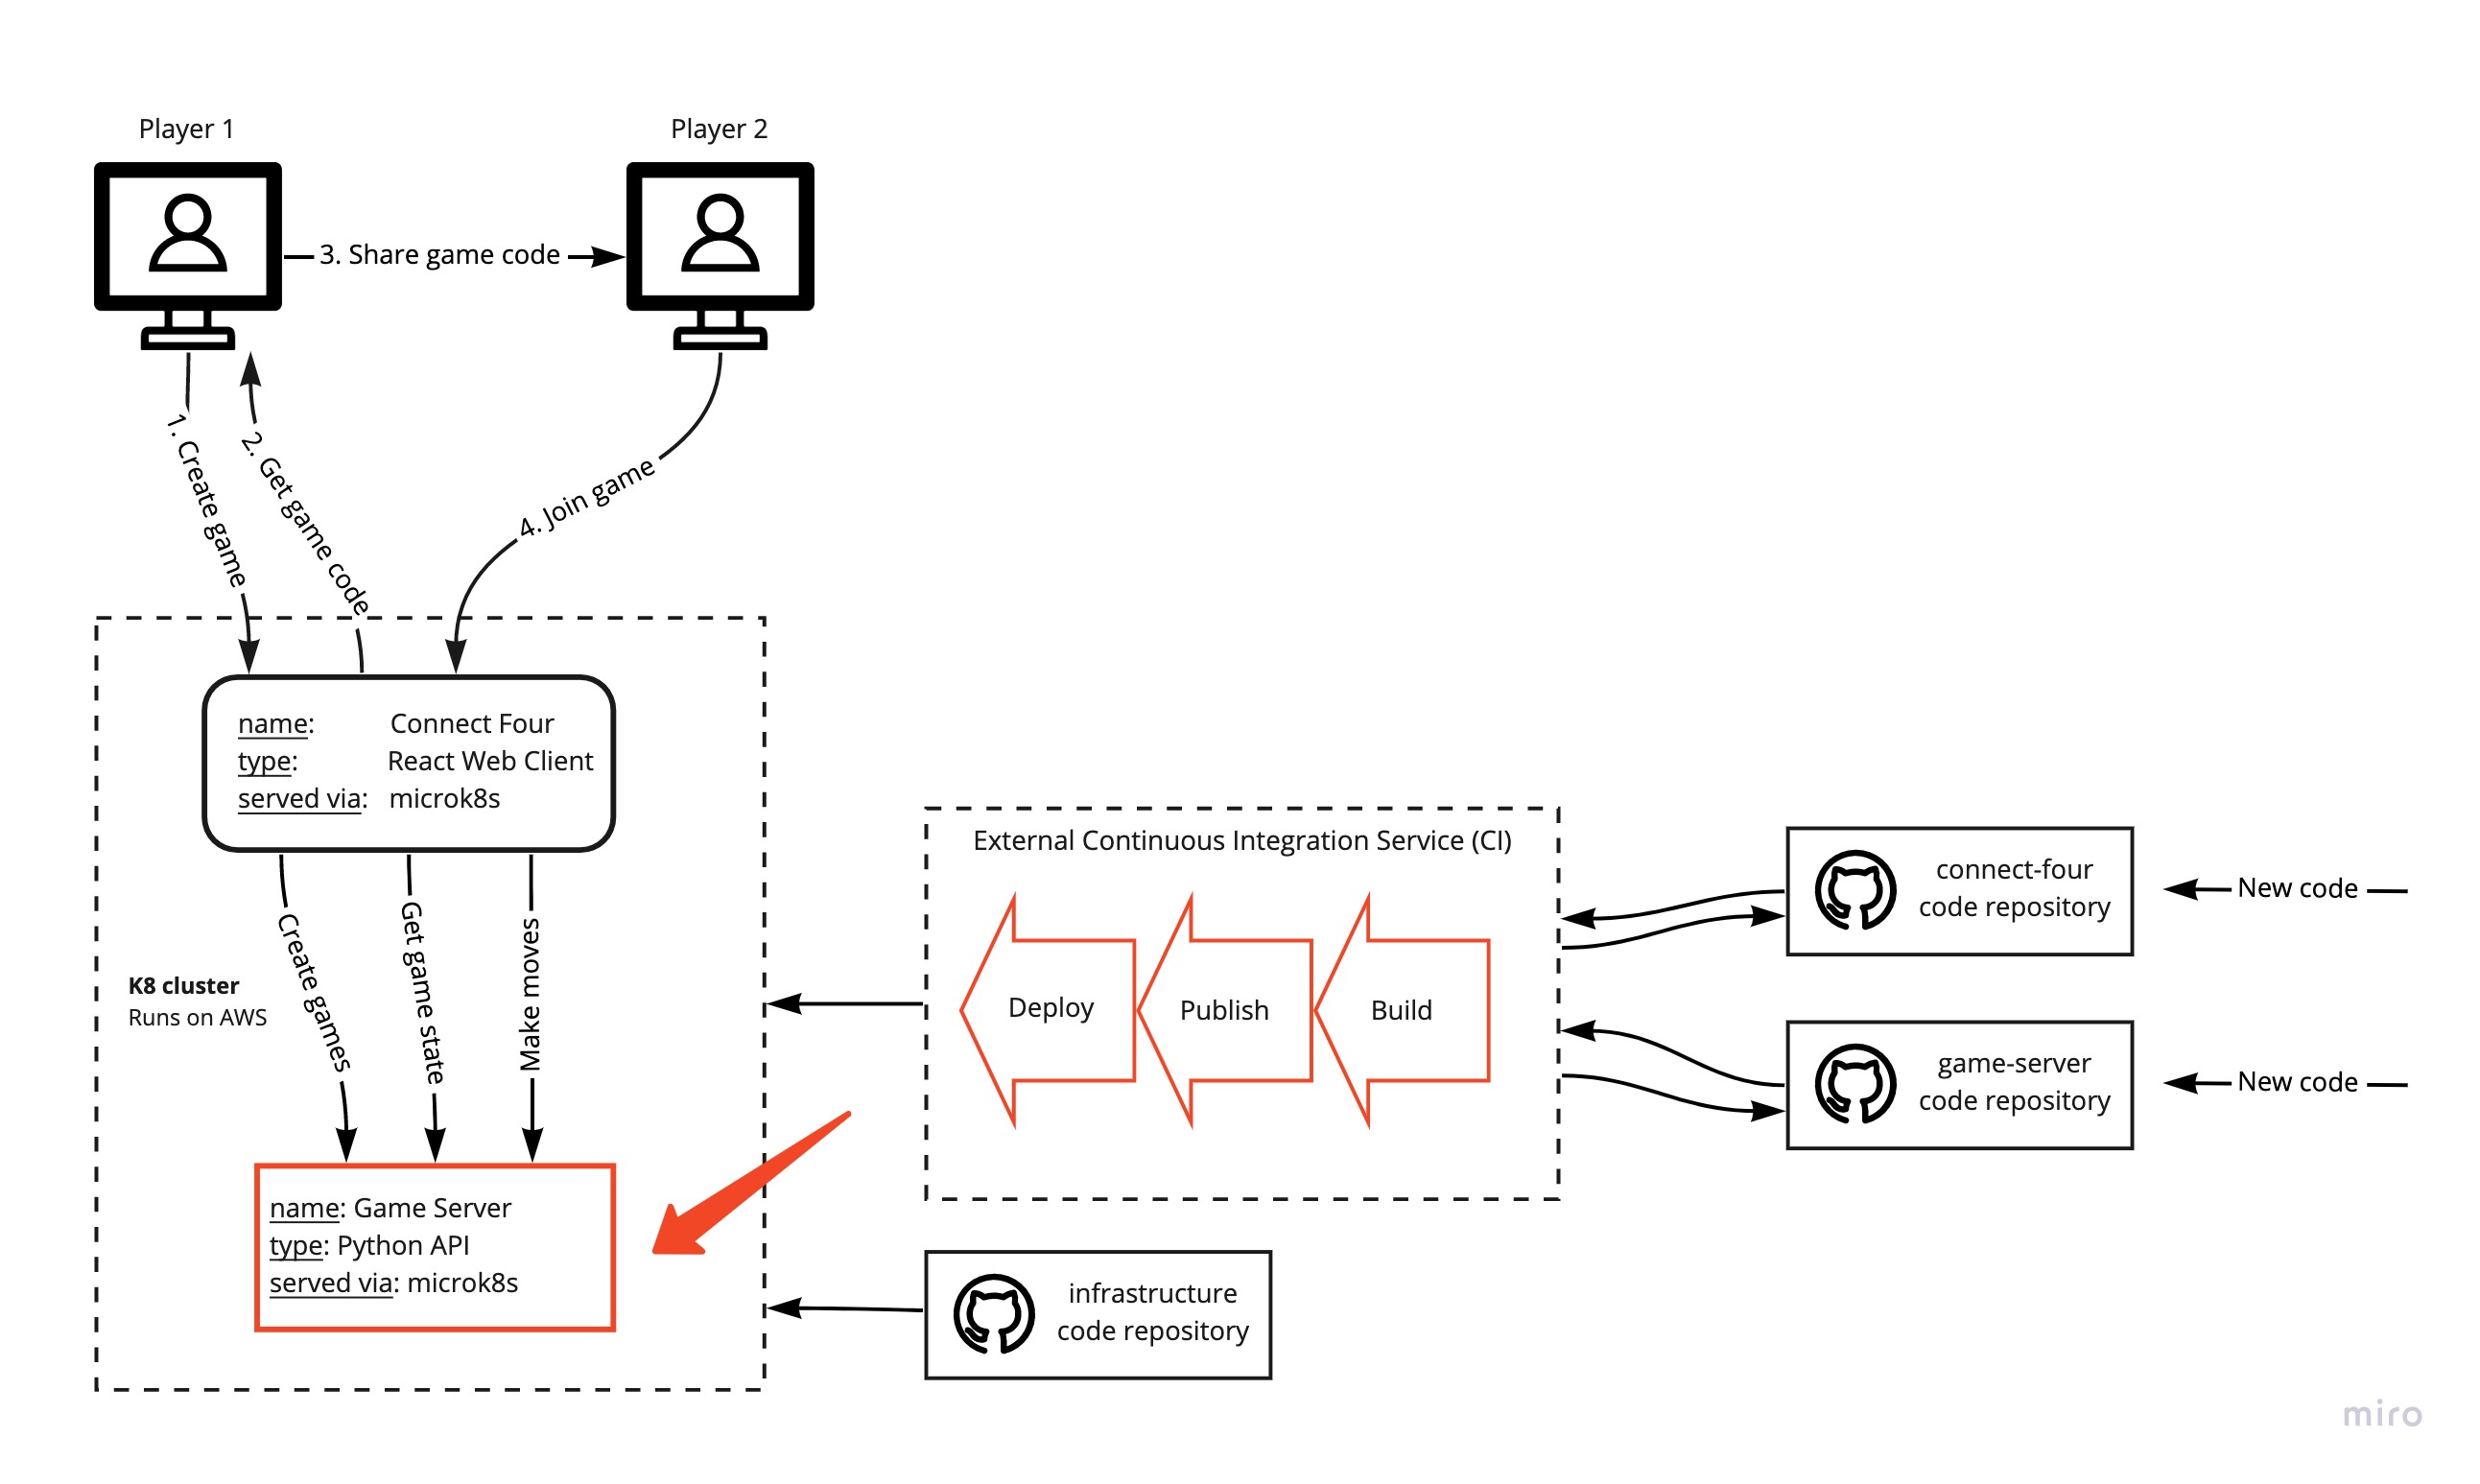 Player 1
Player 2
3. Share game code
1. Create game
2. Get game code
4. Join game
name: Connect Four
type: React Web Client
served via: microk8s
Create games
Get game state
Make moves
K8 cluster
Runs on AWS
name: Game Server
type: Python API
served via: microk8s
External Continuous Integration Service (CI)
Deploy
Publish
Build
connect-four
code repository
New code
game-server
code repository
New code
infrastructure
code repository
miro